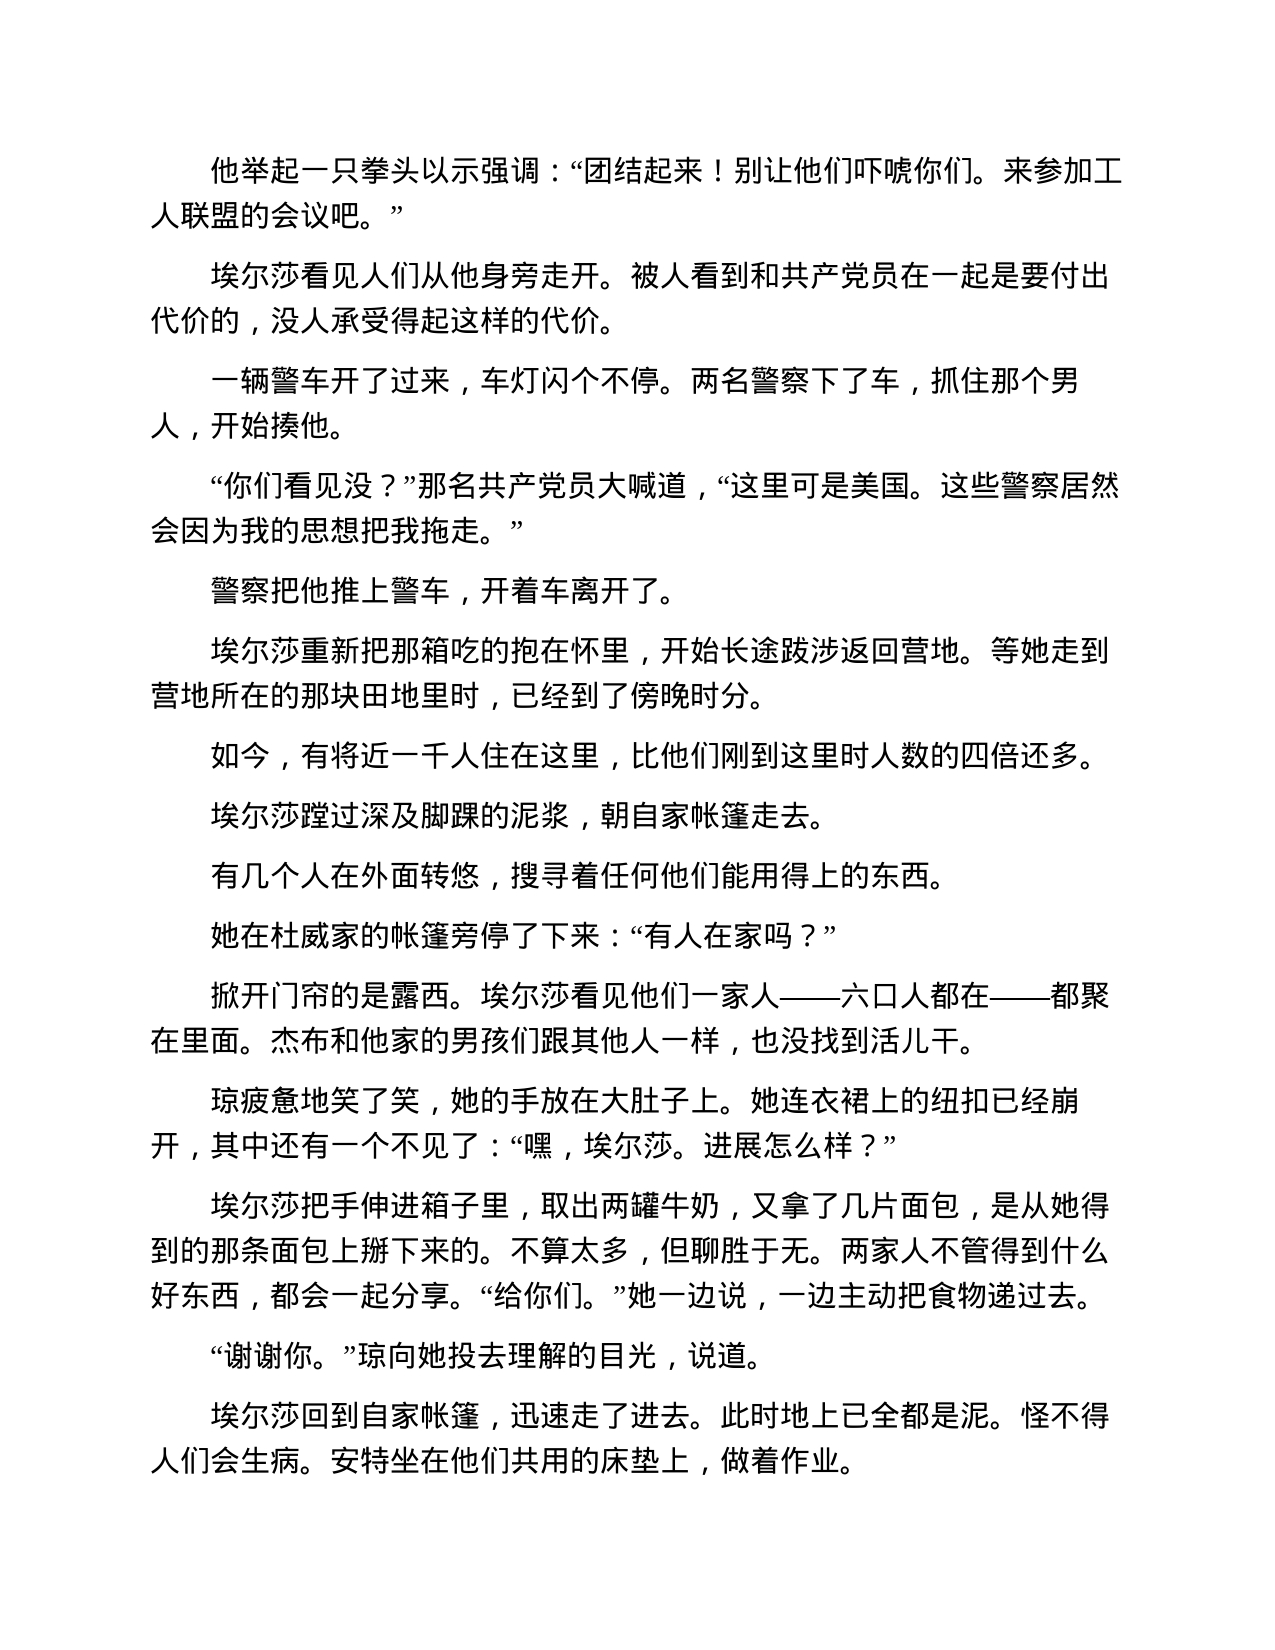 他举起一只拳头以示强调：“团结起来！别让他们吓唬你们。来参加工
人联盟的会议吧。”
埃尔莎看见人们从他身旁走开。被人看到和共产党员在一起是要付出
代价的，没人承受得起这样的代价。
一辆警车开了过来，车灯闪个不停。两名警察下了车，抓住那个男
人，开始揍他。
“你们看见没？”那名共产党员大喊道，“这里可是美国。这些警察居然
会因为我的思想把我拖走。”
警察把他推上警车，开着车离开了。
埃尔莎重新把那箱吃的抱在怀里，开始长途跋涉返回营地。等她走到
营地所在的那块田地里时，已经到了傍晚时分。
如今，有将近一千人住在这里，比他们刚到这里时人数的四倍还多。
埃尔莎蹚过深及脚踝的泥浆，朝自家帐篷走去。
有几个人在外面转悠，搜寻着任何他们能用得上的东西。
她在杜威家的帐篷旁停了下来：“有人在家吗？”
掀开门帘的是露西。埃尔莎看见他们一家人——六口人都在——都聚
在里面。杰布和他家的男孩们跟其他人一样，也没找到活儿干。
琼疲惫地笑了笑，她的手放在大肚子上。她连衣裙上的纽扣已经崩
开，其中还有一个不见了：“嘿，埃尔莎。进展怎么样？”
埃尔莎把手伸进箱子里，取出两罐牛奶，又拿了几片面包，是从她得
到的那条面包上掰下来的。不算太多，但聊胜于无。两家人不管得到什么
好东西，都会一起分享。“给你们。”她一边说，一边主动把食物递过去。
“谢谢你。”琼向她投去理解的目光，说道。
埃尔莎回到自家帐篷，迅速走了进去。此时地上已全都是泥。怪不得
人们会生病。安特坐在他们共用的床垫上，做着作业。